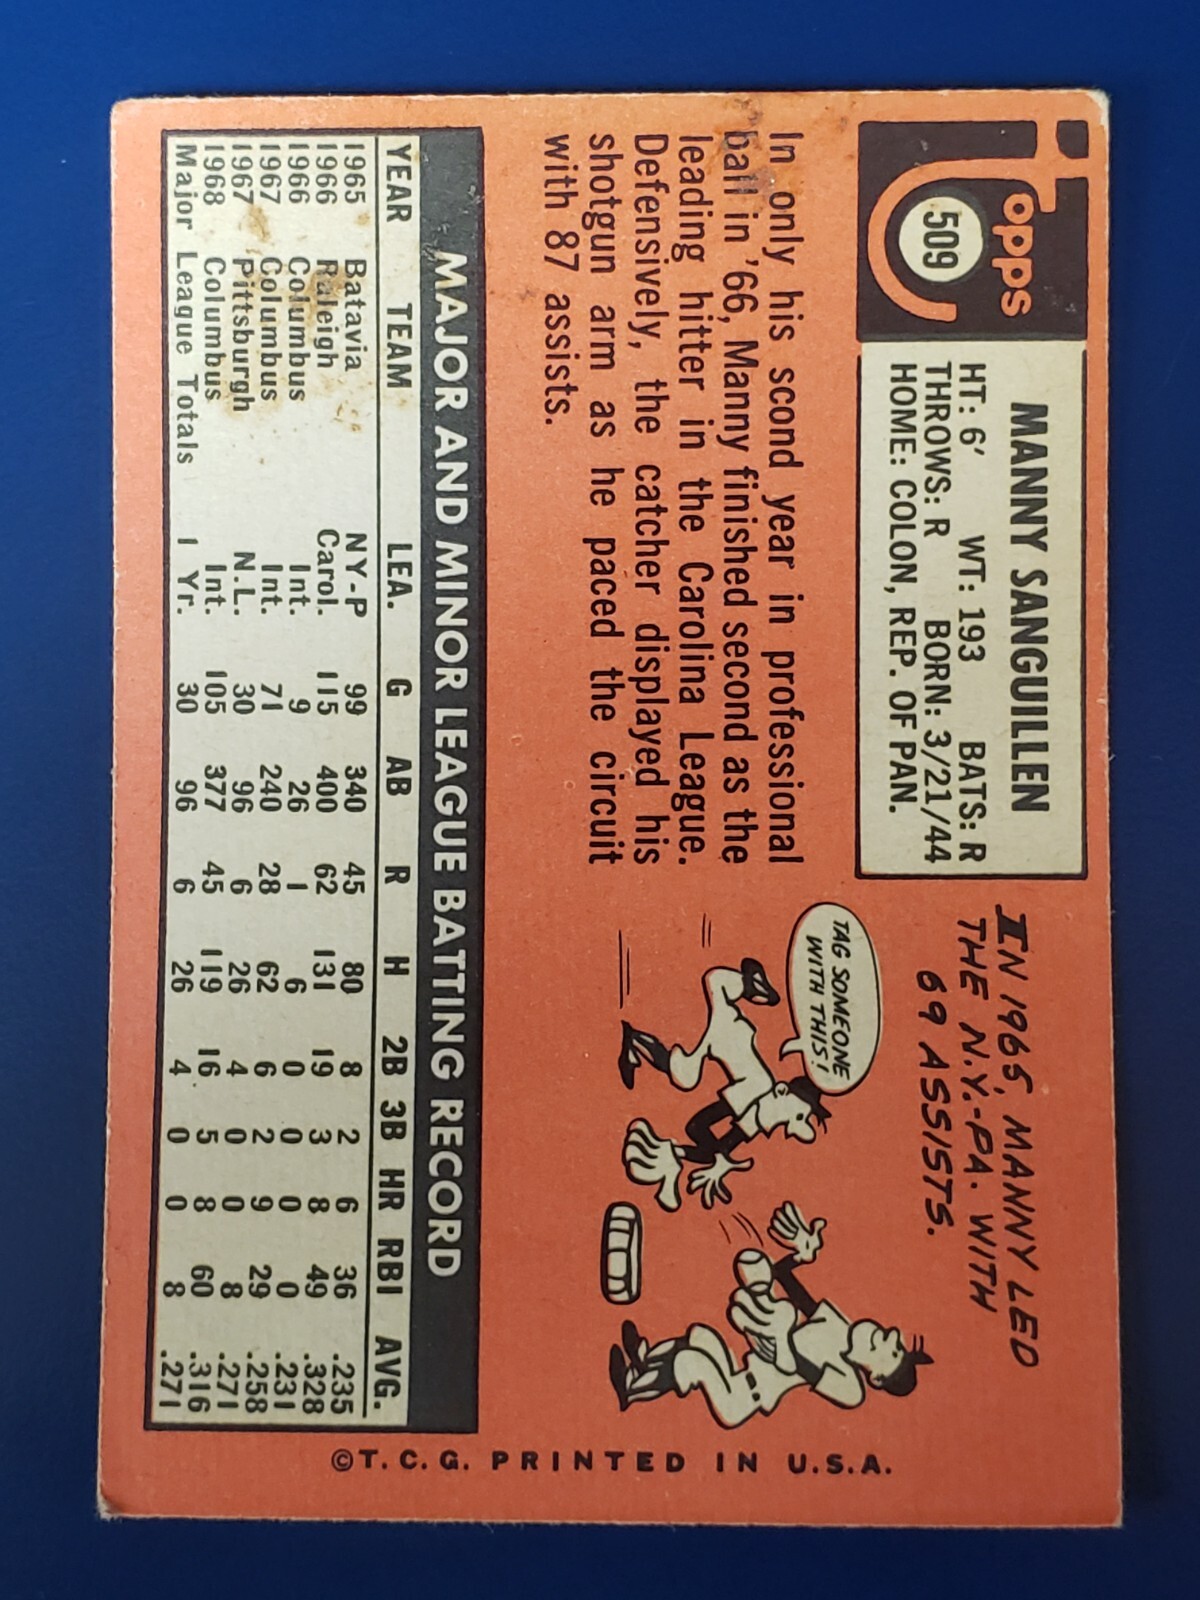 Topps
509
MANNY SANGUILLEN
HT: 6' WT: 193 BATS: R
THROWS: R BORN: 3/21/44
HOME: COLON, REP. OF PAN.
IN 1965, MANNY LED
THE N.Y.-PA. WITH
69 ASSISTS.
TAG SOMEONE
WITH THIS!
In only his scond year in professional
ball in '66, Manny finished second as the
leading hitter in the Carolina League.
Defensively, the catcher displayed his
shotgun arm as he paced the circuit
with 87 assists.
MAJOR AND MINOR LEAGUE BATTING RECORD
YEAR TEAM LEA. G AB R H 2B 3B HR RBI AVG.
1965 Batavia NY-P 99 340 45 80 8 2 6 36 .235
1966 Raleigh Carol. 115 400 62 131 19 3 8 49 .328
1966 Columbus Int. 9 26 1 6 0 0 0 0 .231
1967 Columbus Int. 71 240 28 62 6 2 9 29 .258
1967 Pittsburgh N.L. 30 96 6 26 4 0 0 8 .271
1968 Columbus Int. 105 377 45 119 16 5 8 60 .316
Major League Totals 1 Yr. 30 96 6 26 4 0 0 8 .271
©T.C.G. PRINTED IN U.S.A.